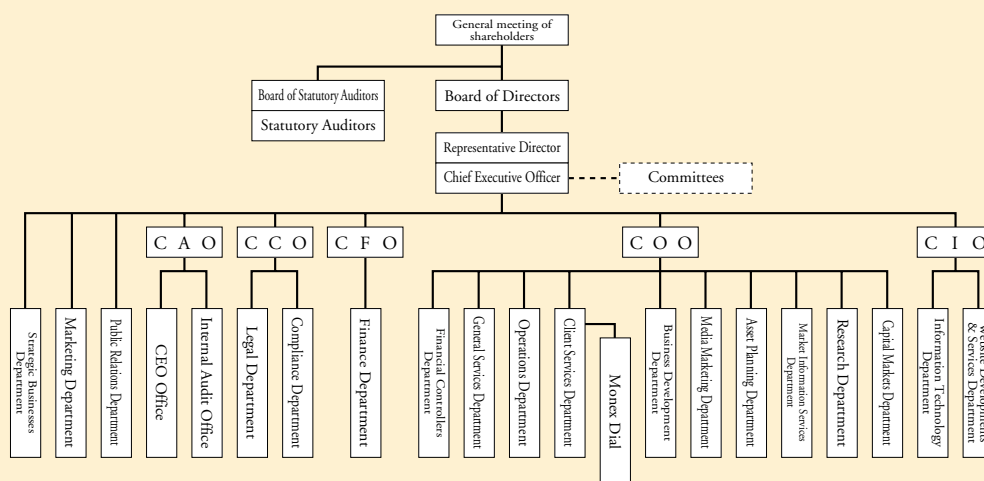 General meeting of
shareholders
Board of Statutory Auditors
Statutory Auditors
Board of Directors
Representative Director
Chief Executive Officer
Committees
C A O
C C O
C F O
C O O
C I O
Strategic Businesses
Department
Marketing Department
Public Relations Department
CEO Office
Internal Audit Office
Legal Department
Compliance Department
Finance Department
Financial Controllers
Department
General Services Department
Operations Department
Client Services Department
Monex Dial
Business Development
Department
Media Marketing Department
Asset Planning Department
Market Information Services
Department
Research Department
Capital Markets Department
Information Technology
Department
& Services Department